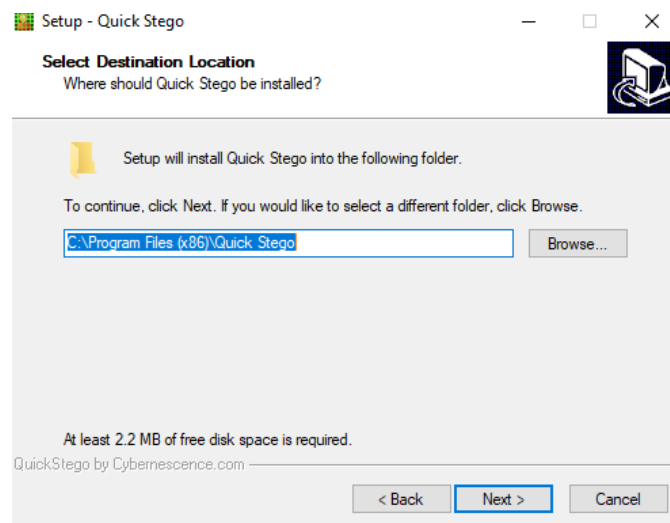 Setup - Quick Stego
Select Destination Location
Where should Quick Stego be installed?
Setup will install Quick Stego into the following folder.
To continue, click Next. If you would like to select a different folder, click Browse.
C:\Program Files (x86)\Quick Stego
Browse...
At least 2.2 MB of free disk space is required.
QuickStego by Cybernescence.com
< Back
Next >
Cancel